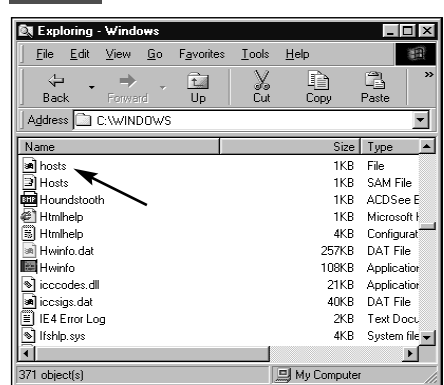 Exploring - Windows
File Edit View Go Favorites Tools Help
Back Forward Up Cut Copy Paste »
Address C:\WINDOWS
Name Size Type
hosts 1KB File
Hosts 1KB SAM File
Houndstooth 1KB ACDSee
Htmlhelp 1KB Microsoft
Htmlhelp 4KB Configurat
Hwinfo.dat 257KB DAT File
Hwinfo 108KB Application
icccodes.dll 21KB Application
iccsigs.dat 40KB DAT File
IE4 Error Log 2KB Text Docu
Ifshlp.sys 4KB System file
371 object(s) My Computer